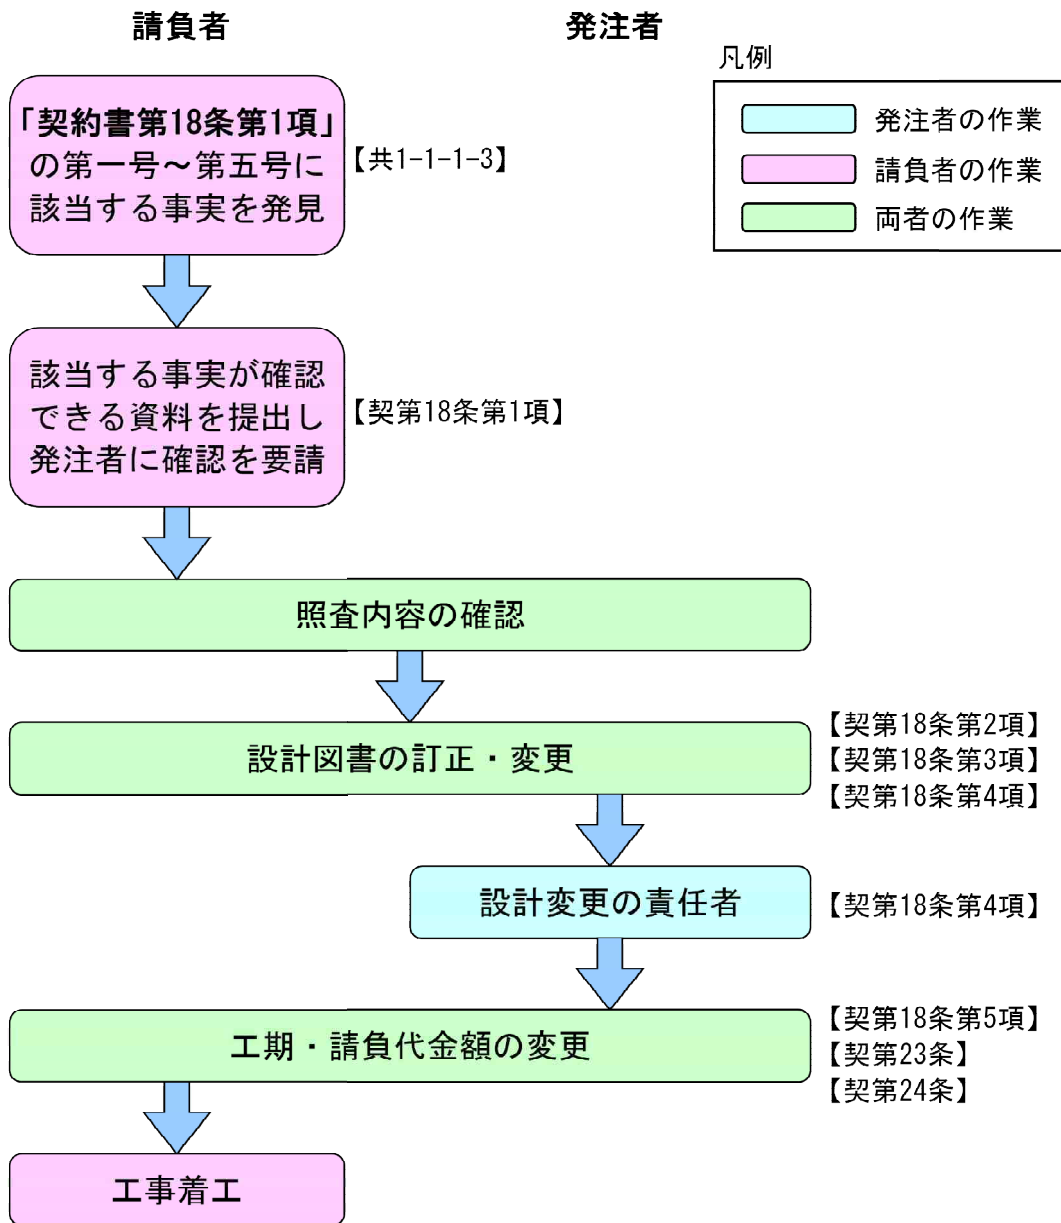 請負者
発注者
凡例
発注者の作業
請負者の作業
両者の作業
「契約書第18条第1項」
の第一号～第五号に
該当する事実を発見
【共1-1-1-3】
該当する事実が確認
できる資料を提出し
発注者に確認を要請
【契第18条第1項】
照査内容の確認
設計図書の訂正・変更
【契第18条第2項】
【契第18条第3項】
【契第18条第4項】
設計変更の責任者
【契第18条第4項】
工期・請負代金額の変更
【契第18条第5項】
【契第23条】
【契第24条】
工事着工